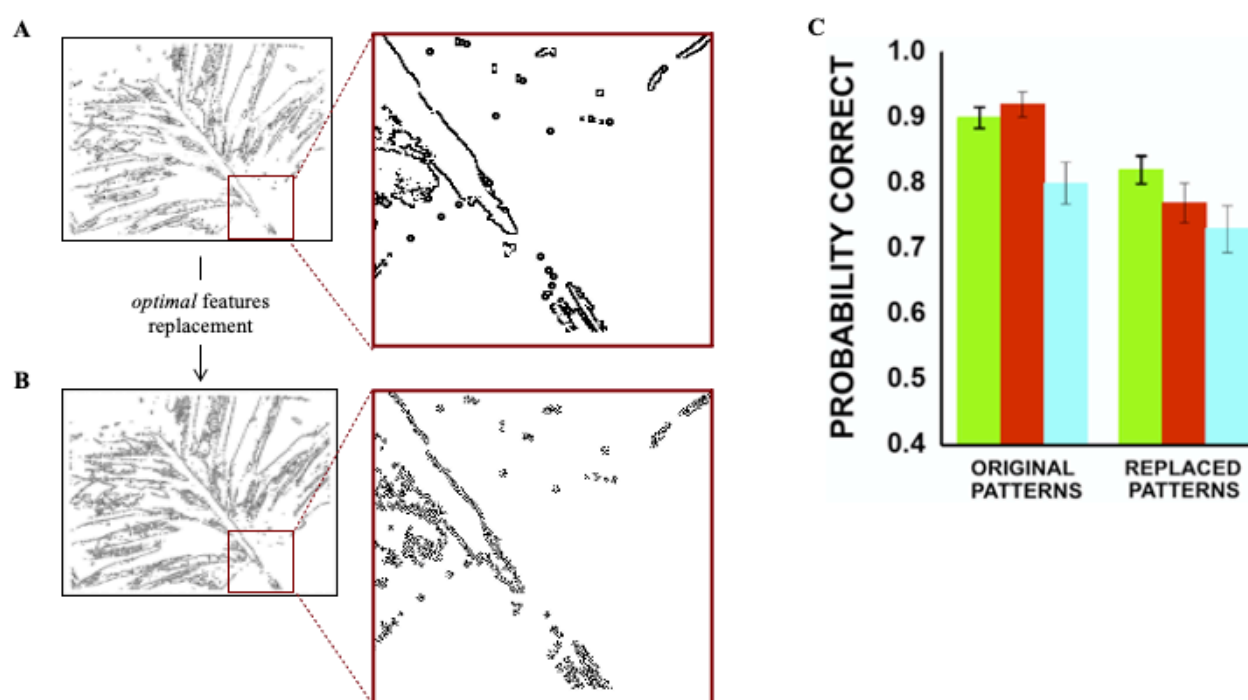 A
optimal features
replacement
B
C
PROBABILITY CORRECT
1.0
0.9
0.8
0.7
0.6
0.5
0.4
ORIGINAL
PATTERNS
REPLACED
PATTERNS